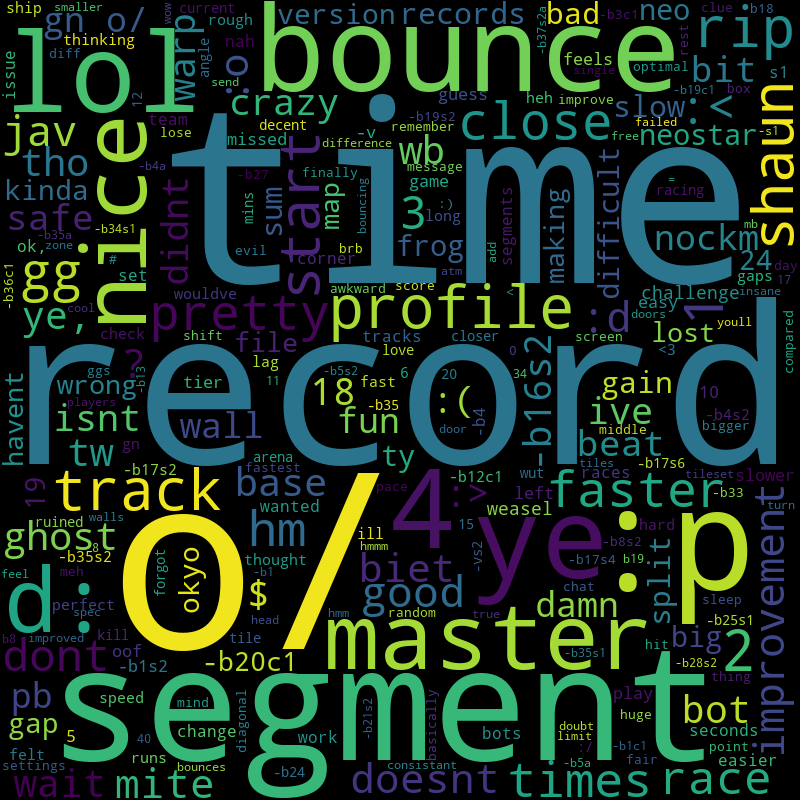 ship
gn o/
version
records
bad
neo
current
smaller
wow
-b3c1
-b37s2a
clue
-b18
rough
thinking
lol
warp
:o
bounce
rip
nah
diff
angle
feels
single
rest
optimal
bit
s1
issue
12
send
crazy
guess
heh
improve
-b19c1
box
slow
:<
jav
nice
team
lose
decent
missed
-b19s2
-v
remember
difference
close
free
failed
neostar
-s1
shaun
time
tho
-b4a
-b27
start
finally
wb
message
kinda
sum
map
game
:)
racing
=
safe
didnt
mins
bouncing
3
long
segments
making
difficult
-b34s1
-b35a
ok,
zone
evil
corner
brb
frog
add
atm
nockm
mb
day
24
17
-b36c1
#
gg
set
wouldve
awkward
score
<
challenge
gaps
insane
ye,
check
pretty
profile
:d
1
easy
doors
cool
youll
shift
tracks
closer
screen
lost
compared
file
lag
love
0
<3
record
ggs
-b13
tier
-b5s2
6
20
34
havent
wrong
11
18
fast
-b35
:(
-b16s2
gain
10
-b4s2
players
isnt
wall
fun
door
-b4
ive
middle
bigger
?
gn
tw
arena
ty
wut
beat
tiles
tileset
slower
19
-b17s2
fastest
-b12c1
races
-b17s6
track
base
wanted
pace
4
:>
left
faster
-b33
turn
ghost
ruined
walls
8
hm
ill
15
weasel
hard
-b35s2
o/
hmmm
ye
-b8s2
:p
improvement
feel
meh
forgot
okyo
thought
biet
-vs2
-b17s4
b19
d:
-b1
$
good
chat
split
sleep
b8
improved
perfect
spec
kill
head
hmm
random
true
damn
hit
-b25s1
dont
oof
tile
master
-b35s1
big
2
-b1s2
-b20c1
-b28s2
thing
pb
segment
play
speed
mind
diagonal
-b21s2
basically
huge
bot
gap
5
change
work
bots
doubt
limit
seconds
point
felt
40
runs
:/
-b1c1
fair
easier
settings
bounces
-b24
consistant
-b5a
wait
mite
doesnt
times
race